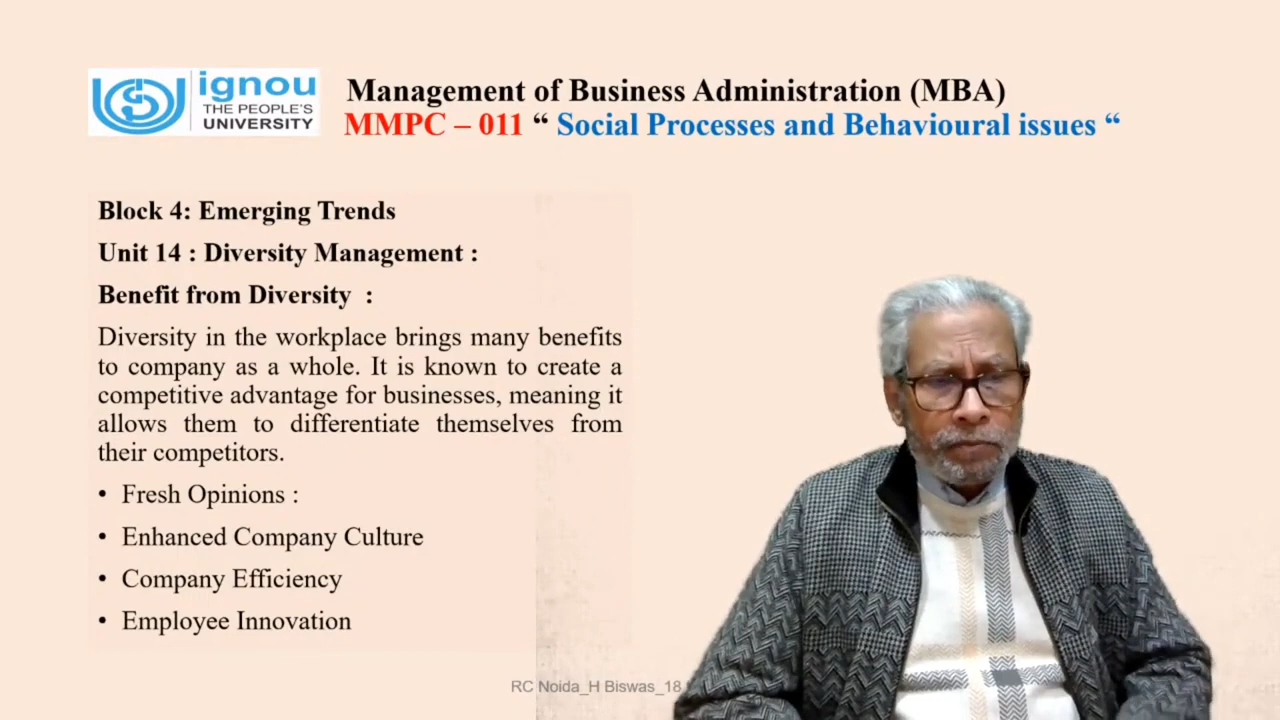 ignou
THE PEOPLE'S
UNIVERSITY
Management of Business Administration (MBA)
MMPC – 011 “ Social Processes and Behavioural issues “
Block 4: Emerging Trends
Unit 14 : Diversity Management :
Benefit from Diversity :
Diversity in the workplace brings many benefits
to company as a whole. It is known to create a
competitive advantage for businesses, meaning it
allows them to differentiate themselves from
their competitors.
• Fresh Opinions :
• Enhanced Company Culture
• Company Efficiency
• Employee Innovation
RC Noida_H Biswas_18